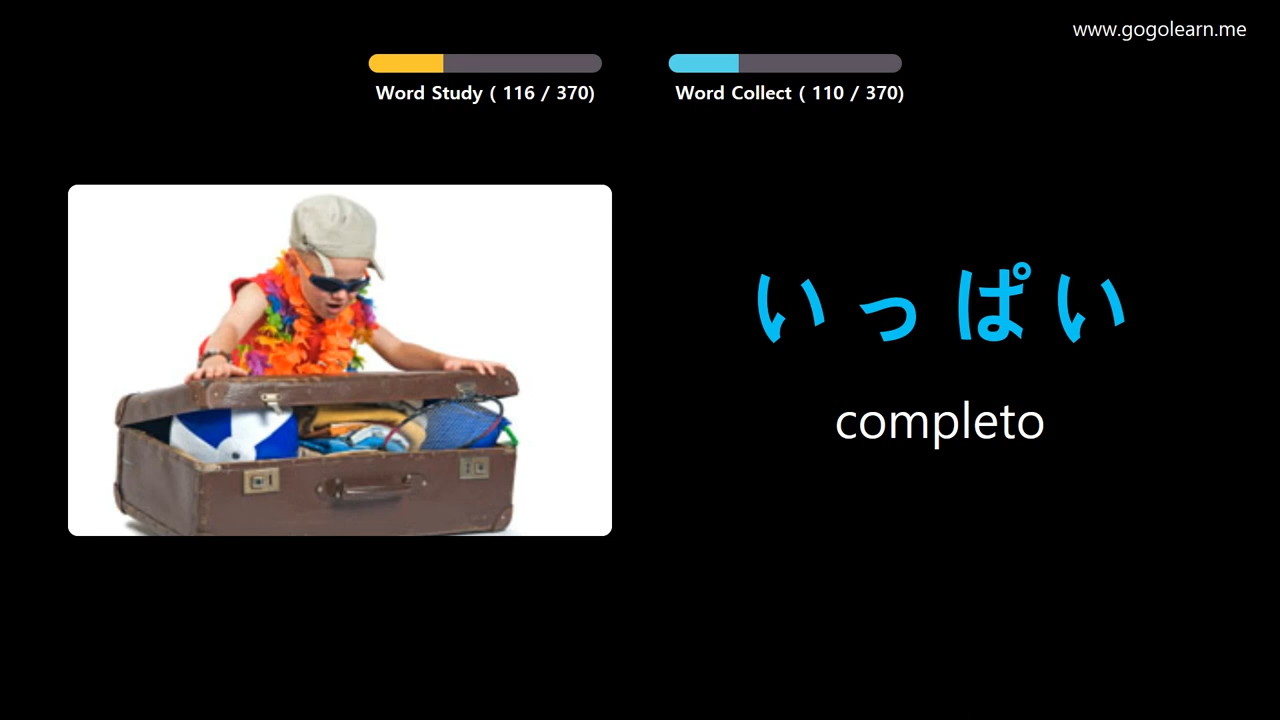 www.gogolearn.me
Word Study ( 116 / 370)
Word Collect ( 110 / 370)
いっぱい
completo